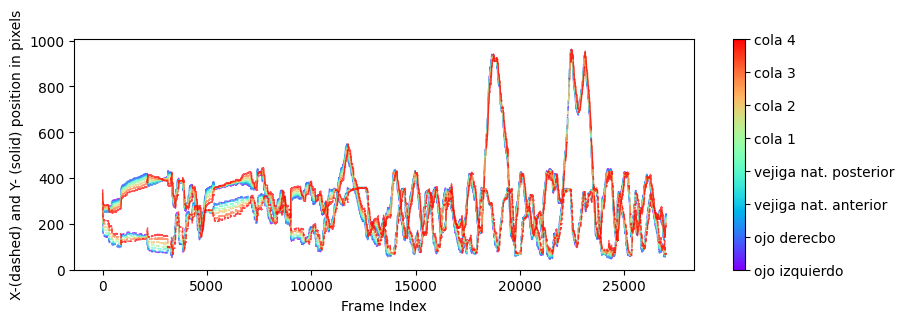 X-(dashed) and Y- (solid) position in pixels
1000
800
600
400
200
0
0
5000
10000
15000
20000
25000
Frame Index
cola 4
cola 3
cola 2
cola 1
vejiga nat. posterior
vejiga nat. anterior
ojo derecbo
ojo izquierdo